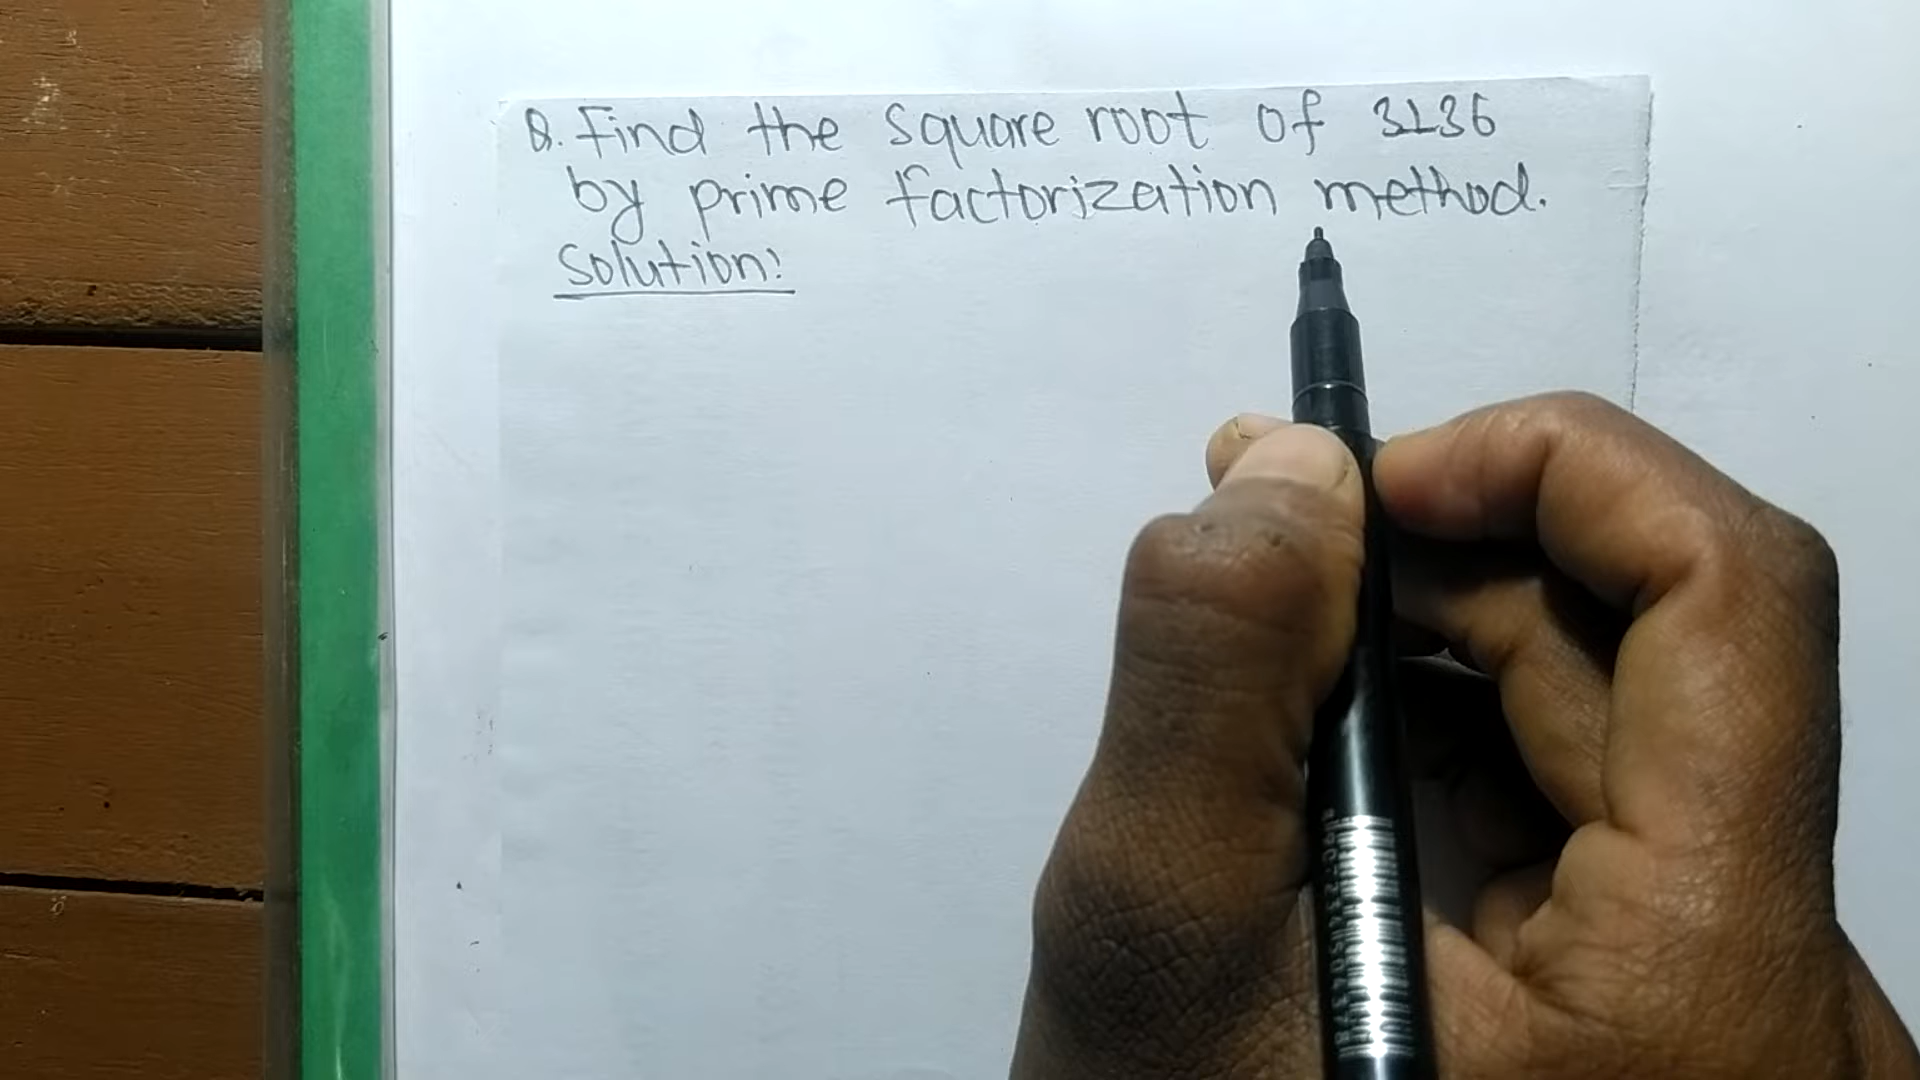 Q. Find the square root of 3136
by prime factorization method.
Solution: